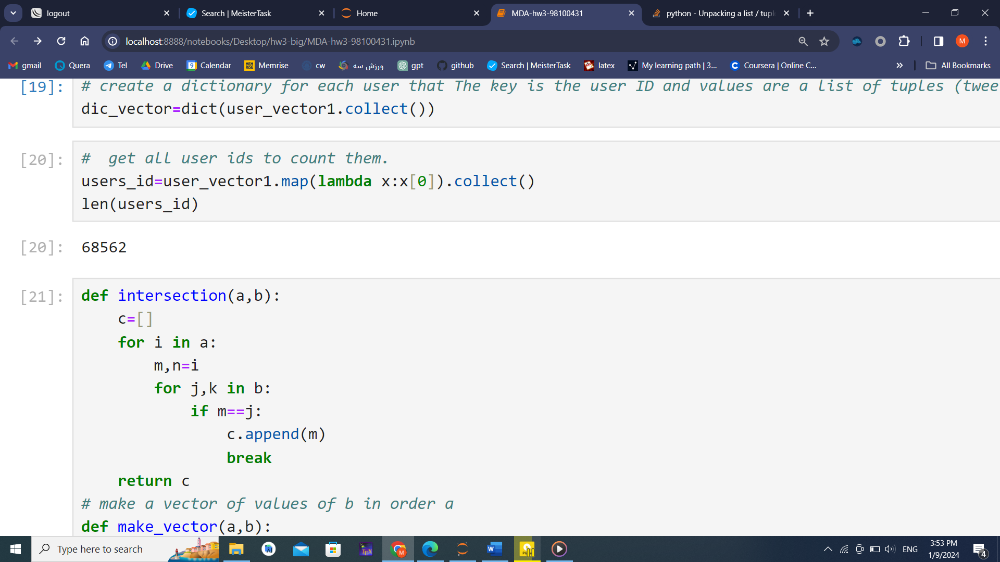 logout
Search | MeisterTask
Home
MDA-hw3-98100431
python - Unpacking a list / tupl
localhost:8888/notebooks/Desktop/hw3-big/MDA-hw3-98100431.ipynb
M
gmail
Quera
Tel
Drive
9 Calendar
MEM RISE Memrise
cw
ورزش سه
gpt
github
Search | MeisterTask
latex
My learning path | 3...
C Coursera | Online C...
All Bookmarks
[19]: # create a dictionary for each user that The key is the user ID and values are a list of tuples (twee
dic_vector=dict(user_vector1.collect())
[20]: #  get all user ids to count them.
users_id=user_vector1.map(lambda x:x[0]).collect()
len(users_id)
[20]: 68562
[21]: def intersection(a,b):
    c=[]
    for i in a:
        m,n=i
        for j,k in b:
            if m==j:
                c.append(m)
                break
    return c
# make a vector of values of b in order a
def make_vector(a,b):
Type here to search
TEX
M
W
ENG
3:53 PM
1/9/2024
4